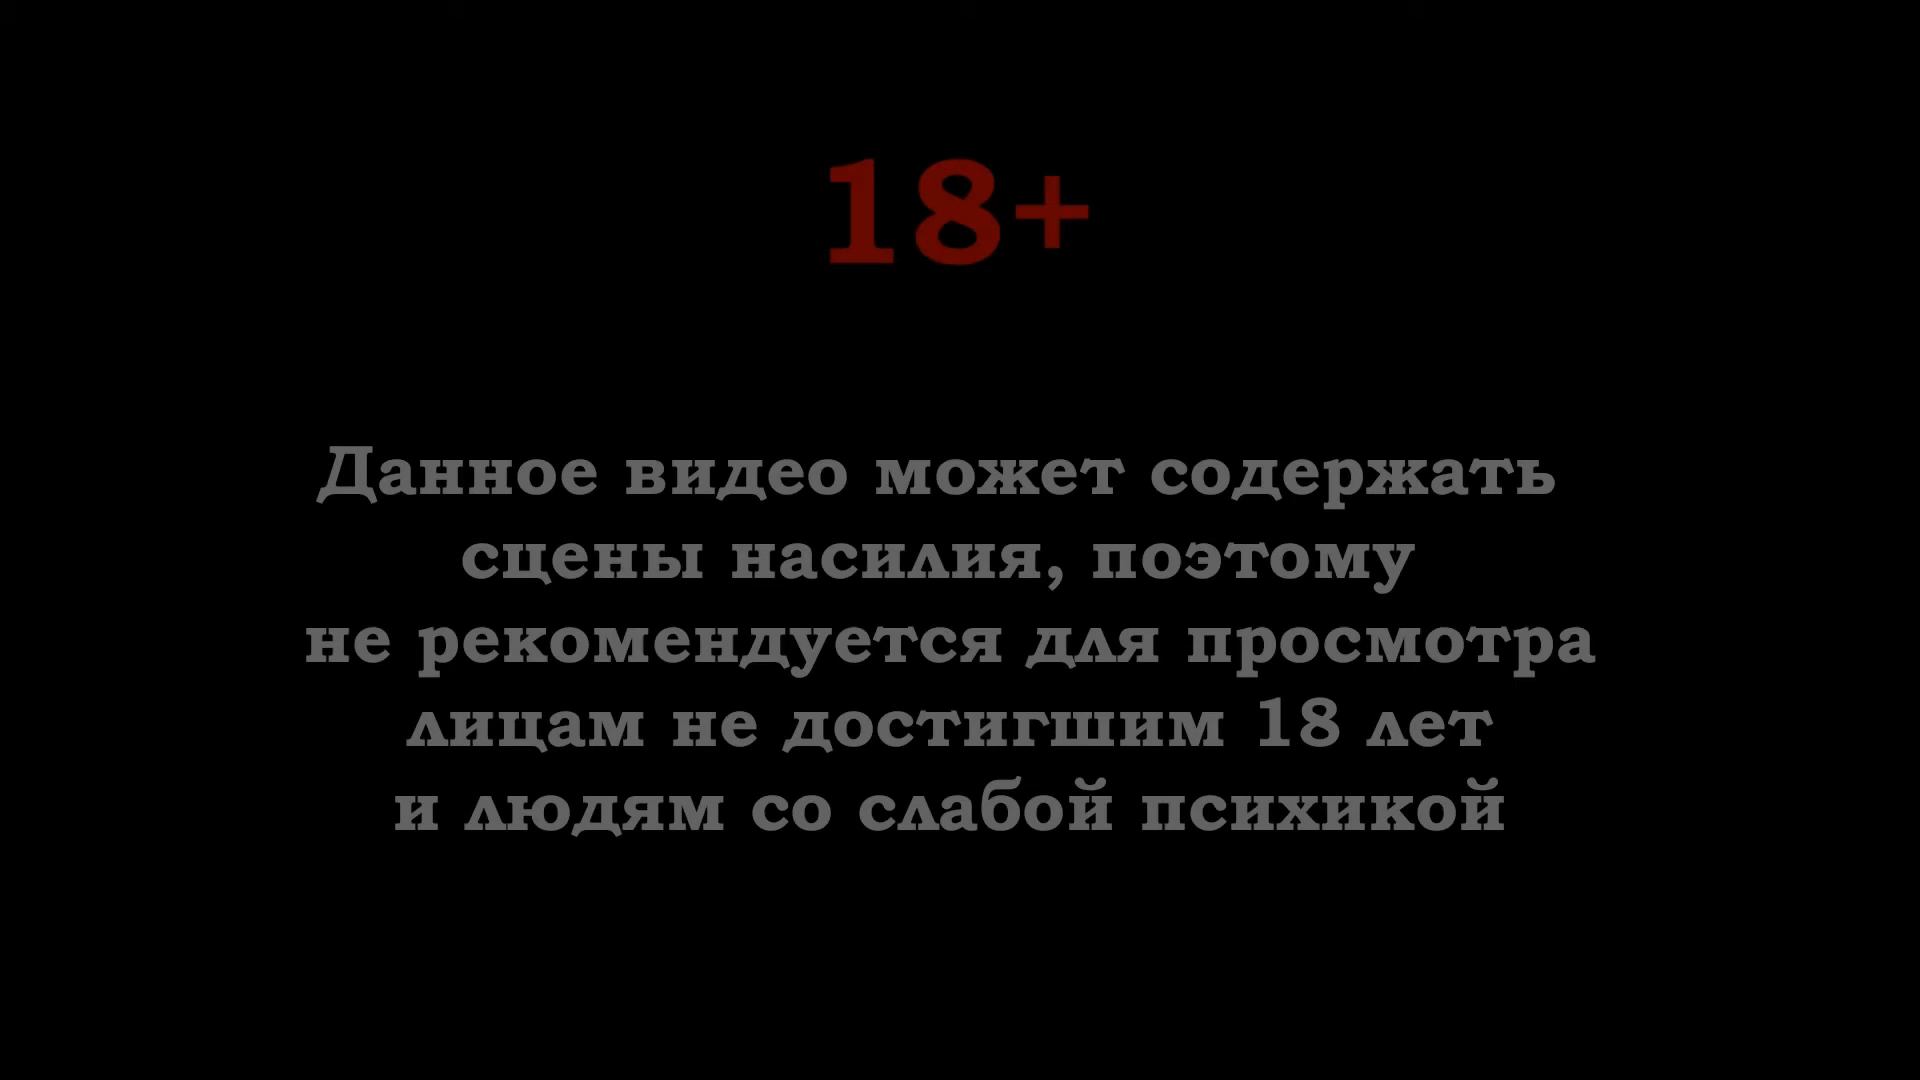 18+
Данное видео может содержать
сцены насилия, поэтому
не рекомендуется для просмотра
лицам не достигшим 18 лет
и людям со слабой психикой